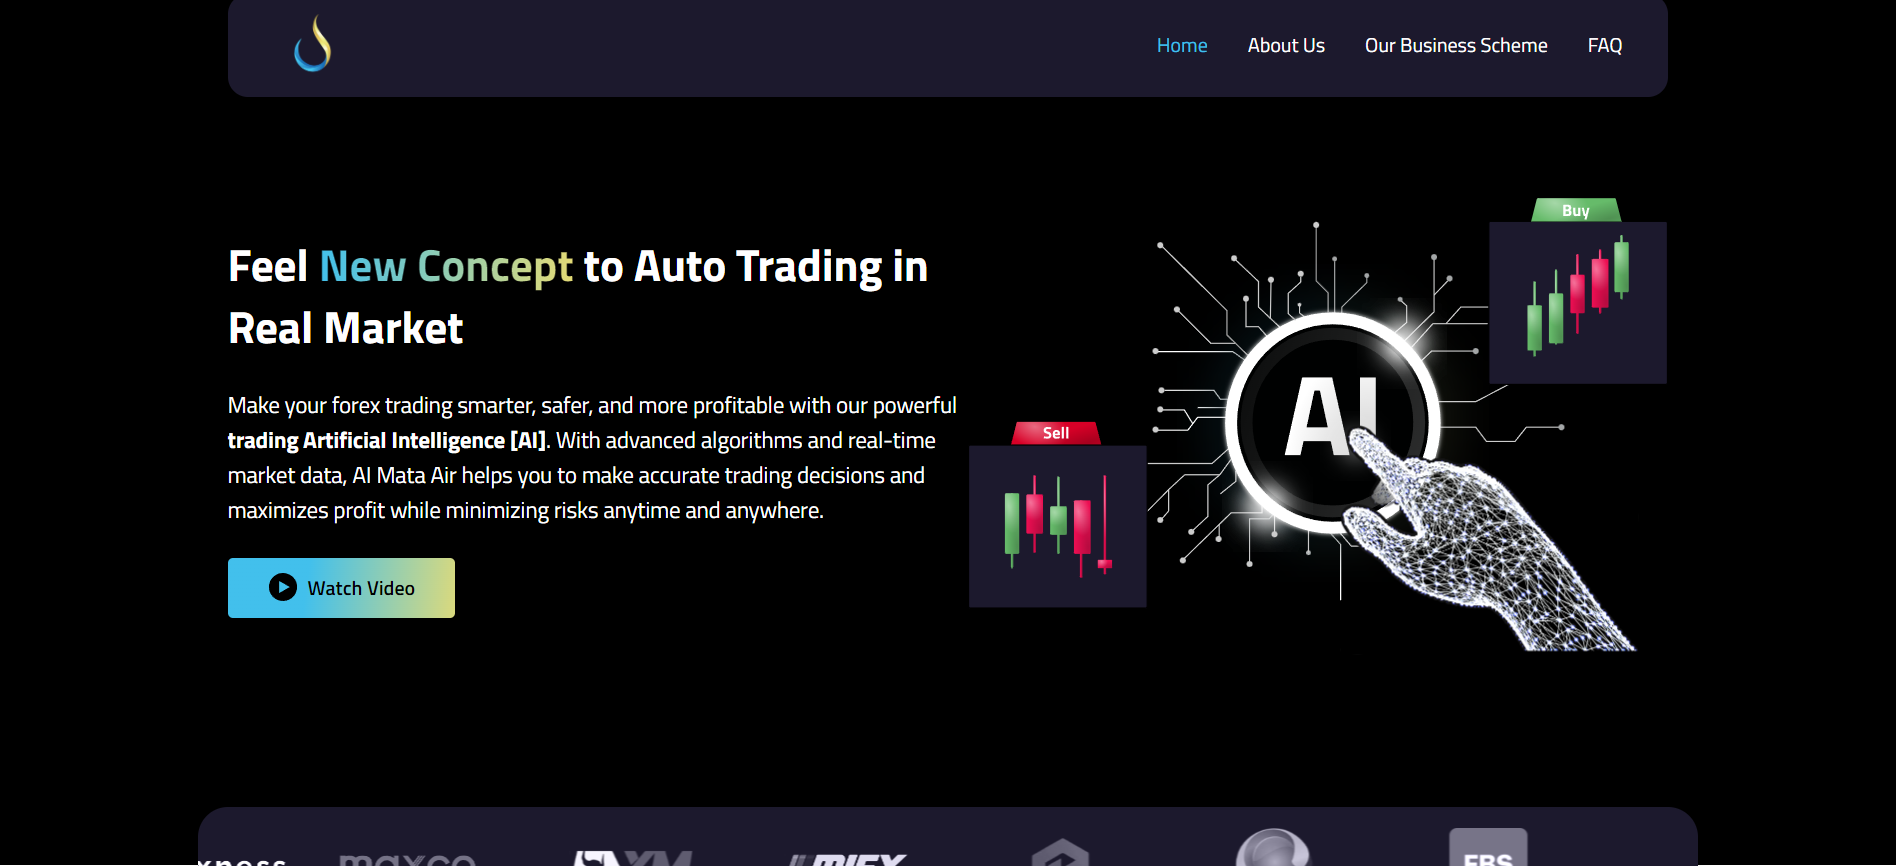 Home About Us Our Business Scheme FAQ
Feel New Concept to Auto Trading in
Real Market
Make your forex trading smarter, safer, and more profitable with our powerful
trading Artificial Intelligence [AI]. With advanced algorithms and real-time
market data, AI Mata Air helps you to make accurate trading decisions and
maximizes profit while minimizing risks anytime and anywhere.
Watch Video
Buy
AI
Sell
maxco
XM
MIFX
FBS